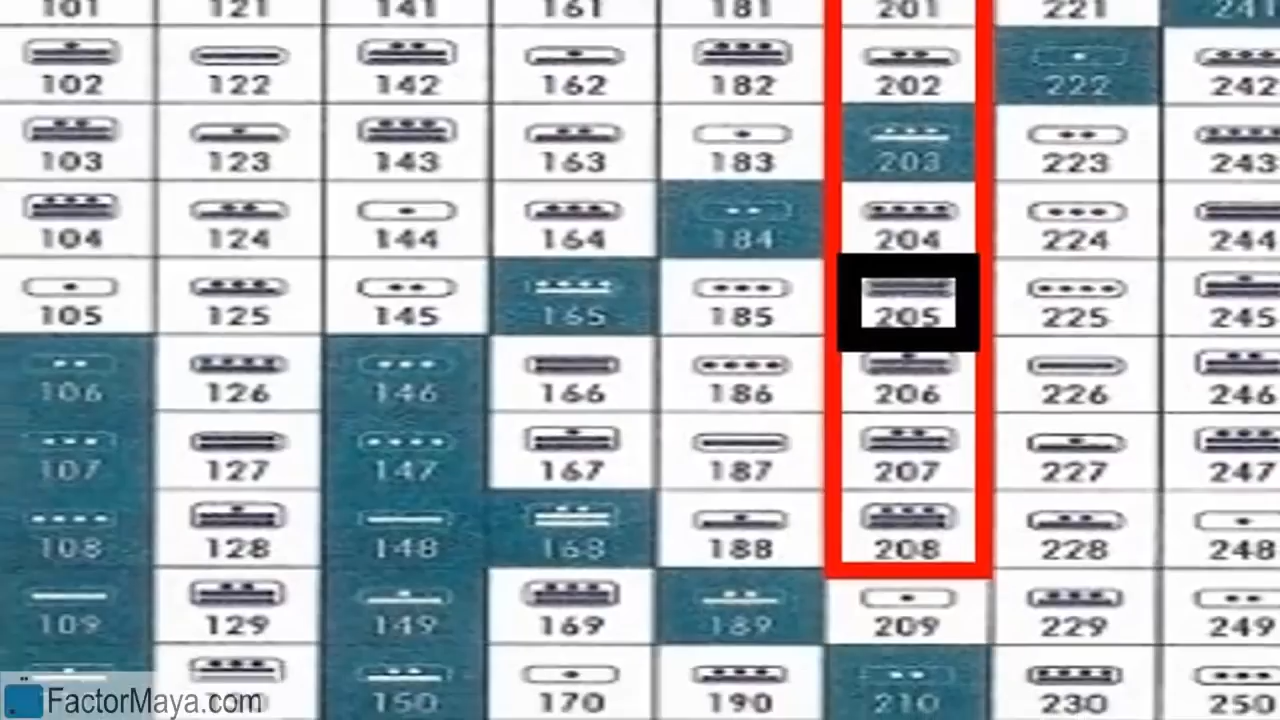 101 121 141 161 181 201 221 241
102 122 142 162 182 202 222 242
103 123 143 163 183 203 223 243
104 124 144 164 184 204 224 244
105 125 145 165 185 205 225 245
106 126 146 166 186 206 226 246
107 127 147 167 187 207 227 247
108 128 148 168 188 208 228 248
109 129 149 169 189 209 229 249
150 170 190 210 230 250
FactorMaya.com